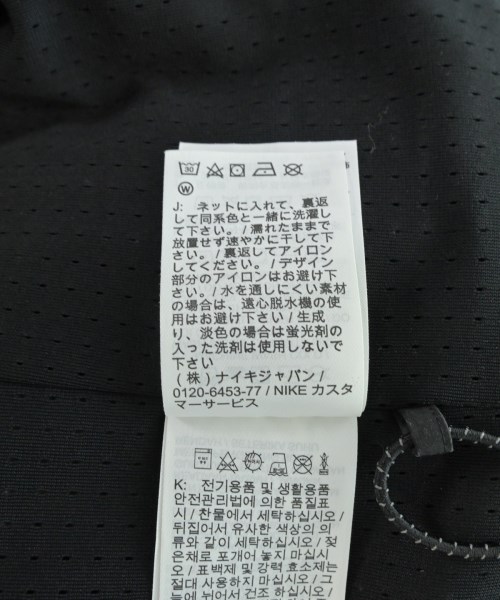 30
W
J: ネットに入れて、裏返
して同系色と一緒に洗濯し
て下さい。/濡れたままで
放置せず速やかに干して下
さい。/裏返してアイロン
してください。/デザイン
部分のアイロンはお避け下
さい。/水を通しにくい素材
の場合は、遠心脱水機の使
用はお避け下さい/生成
り、淡色の場合は蛍光剤の
入った洗剤は使用しないで
下さい
(株)ナイキジャパン/
0120-6453-77/NIKE カスタ
マーサービス
K: 전기용품 및 생활용품
안전관리법에 의한 품질표
시/찬물에서 세탁하십시오/
뒤집어서 유사한 색상의 의
류와 같이 세탁하십시오/젖
은채로 포개어 놓지 마십시
오/표백제 및 강력 효소제는
절대 사용하지 마십시오/그